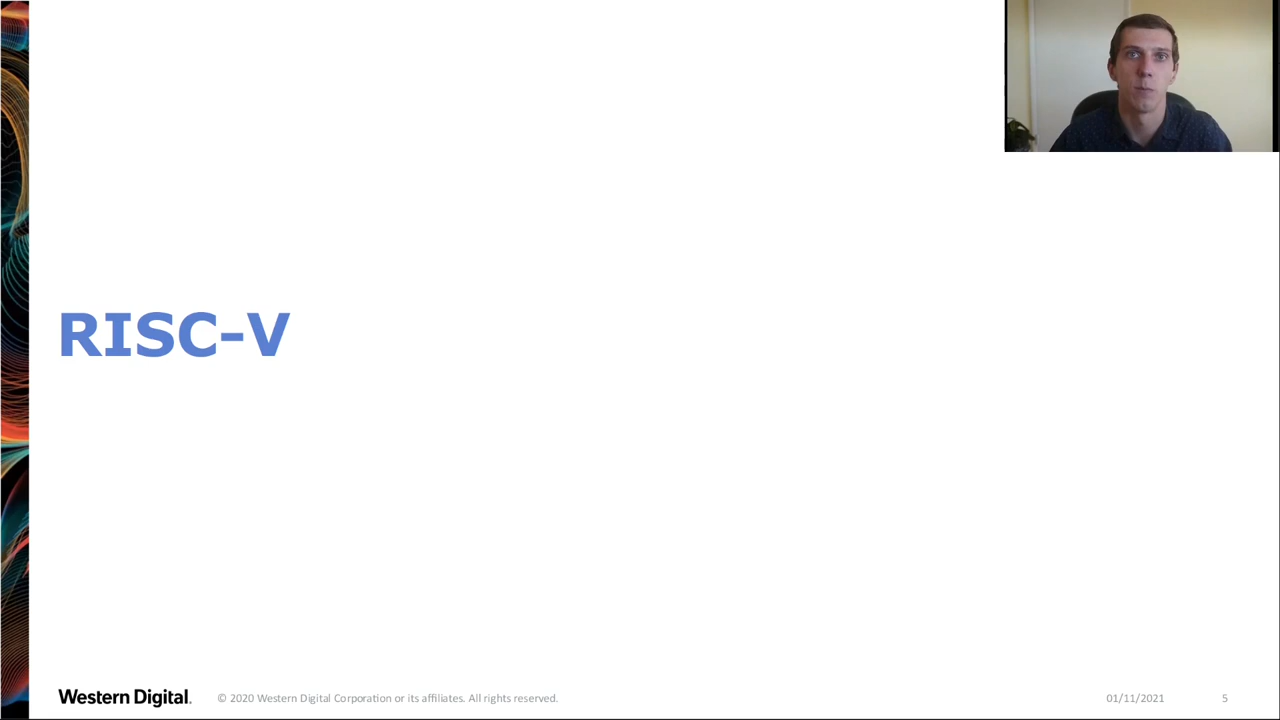 RISC-V
Western Digital.
© 2020 Western Digital Corporation or its affiliates. All rights reserved.
01/11/2021
5